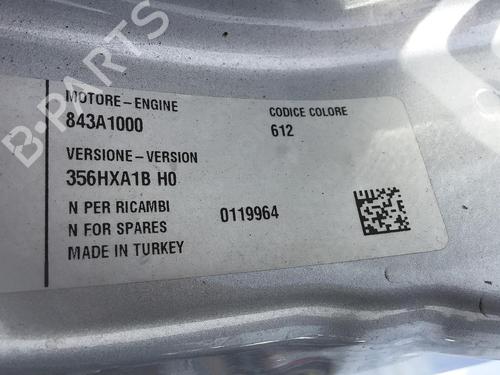 B-PARTS
MOTORE - ENGINE
843A1000
CODICE COLORE
612
VERSIONE - VERSION
356HXA1B H0
N PER RICAMBI
N FOR SPARES
0119964
MADE IN TURKEY